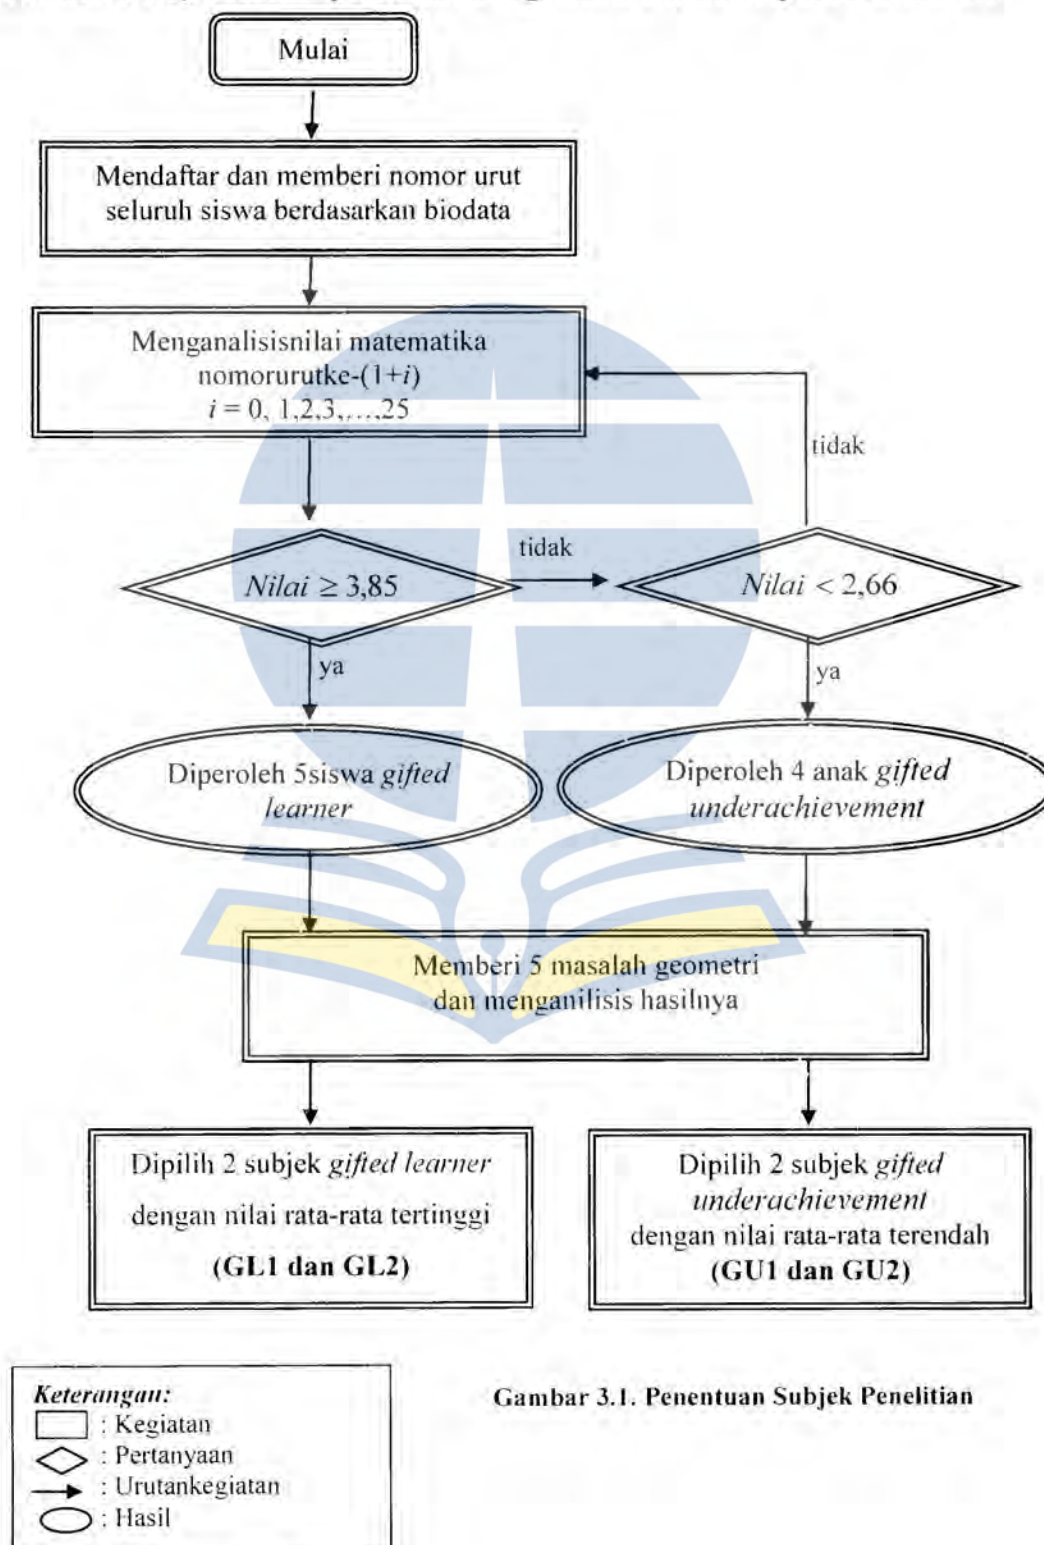 Mulai
Mendaftar dan memberi nomor urut
seluruh siswa berdasarkan biodata
Menganalisisnilai matematika
nomorurutke-(1+i)
i = 0, 1,2,3,…,25
tidak
Nilai ≥ 3,85
tidak
Nilai < 2,66
ya
ya
Diperoleh 5siswa gifted
learner
Diperoleh 4 anak gifted
underachievement
Memberi 5 masalah geometri
dan menganilisis hasilnya
Dipilih 2 subjek gifted learner
dengan nilai rata-rata tertinggi
(GL1 dan GL2)
Dipilih 2 subjek gifted
underachievement
dengan nilai rata-rata terendah
(GU1 dan GU2)
Keterangan:
: Kegiatan
: Pertanyaan
: Urutankegiatan
: Hasil
Gambar 3.1. Penentuan Subjek Penelitian